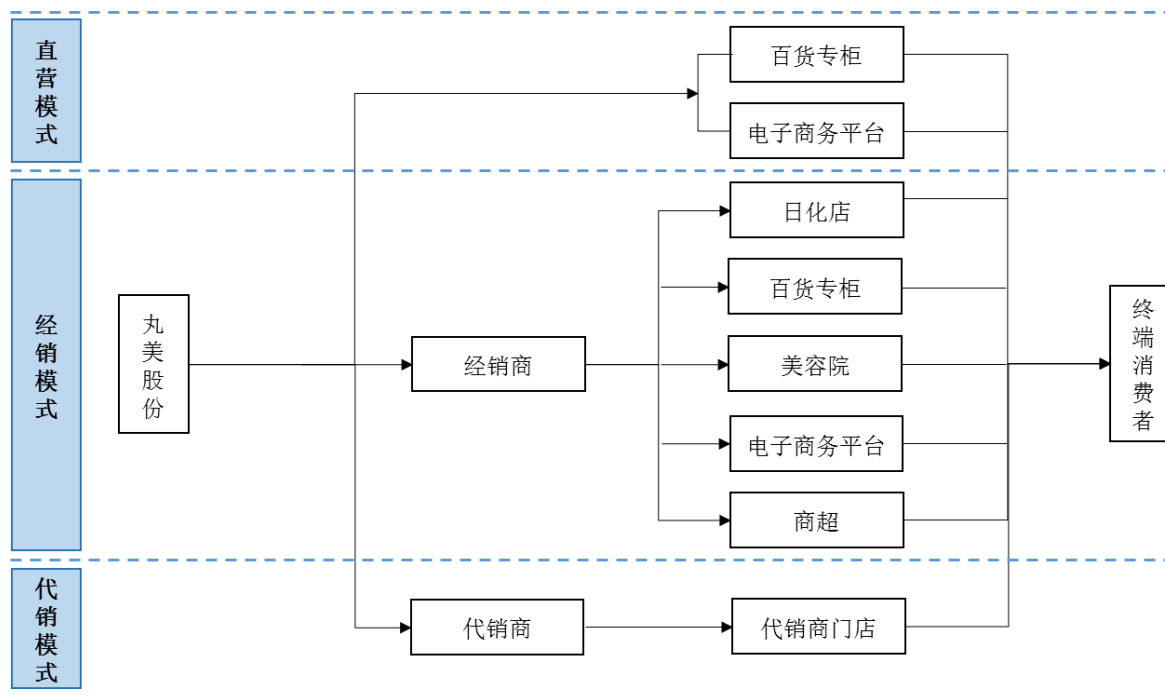 直营模式
百货专柜
电子商务平台
经销模式
丸美股份
经销商
日化店
百货专柜
美容院
电子商务平台
商超
终端消费者
代销模式
代销商
代销商门店